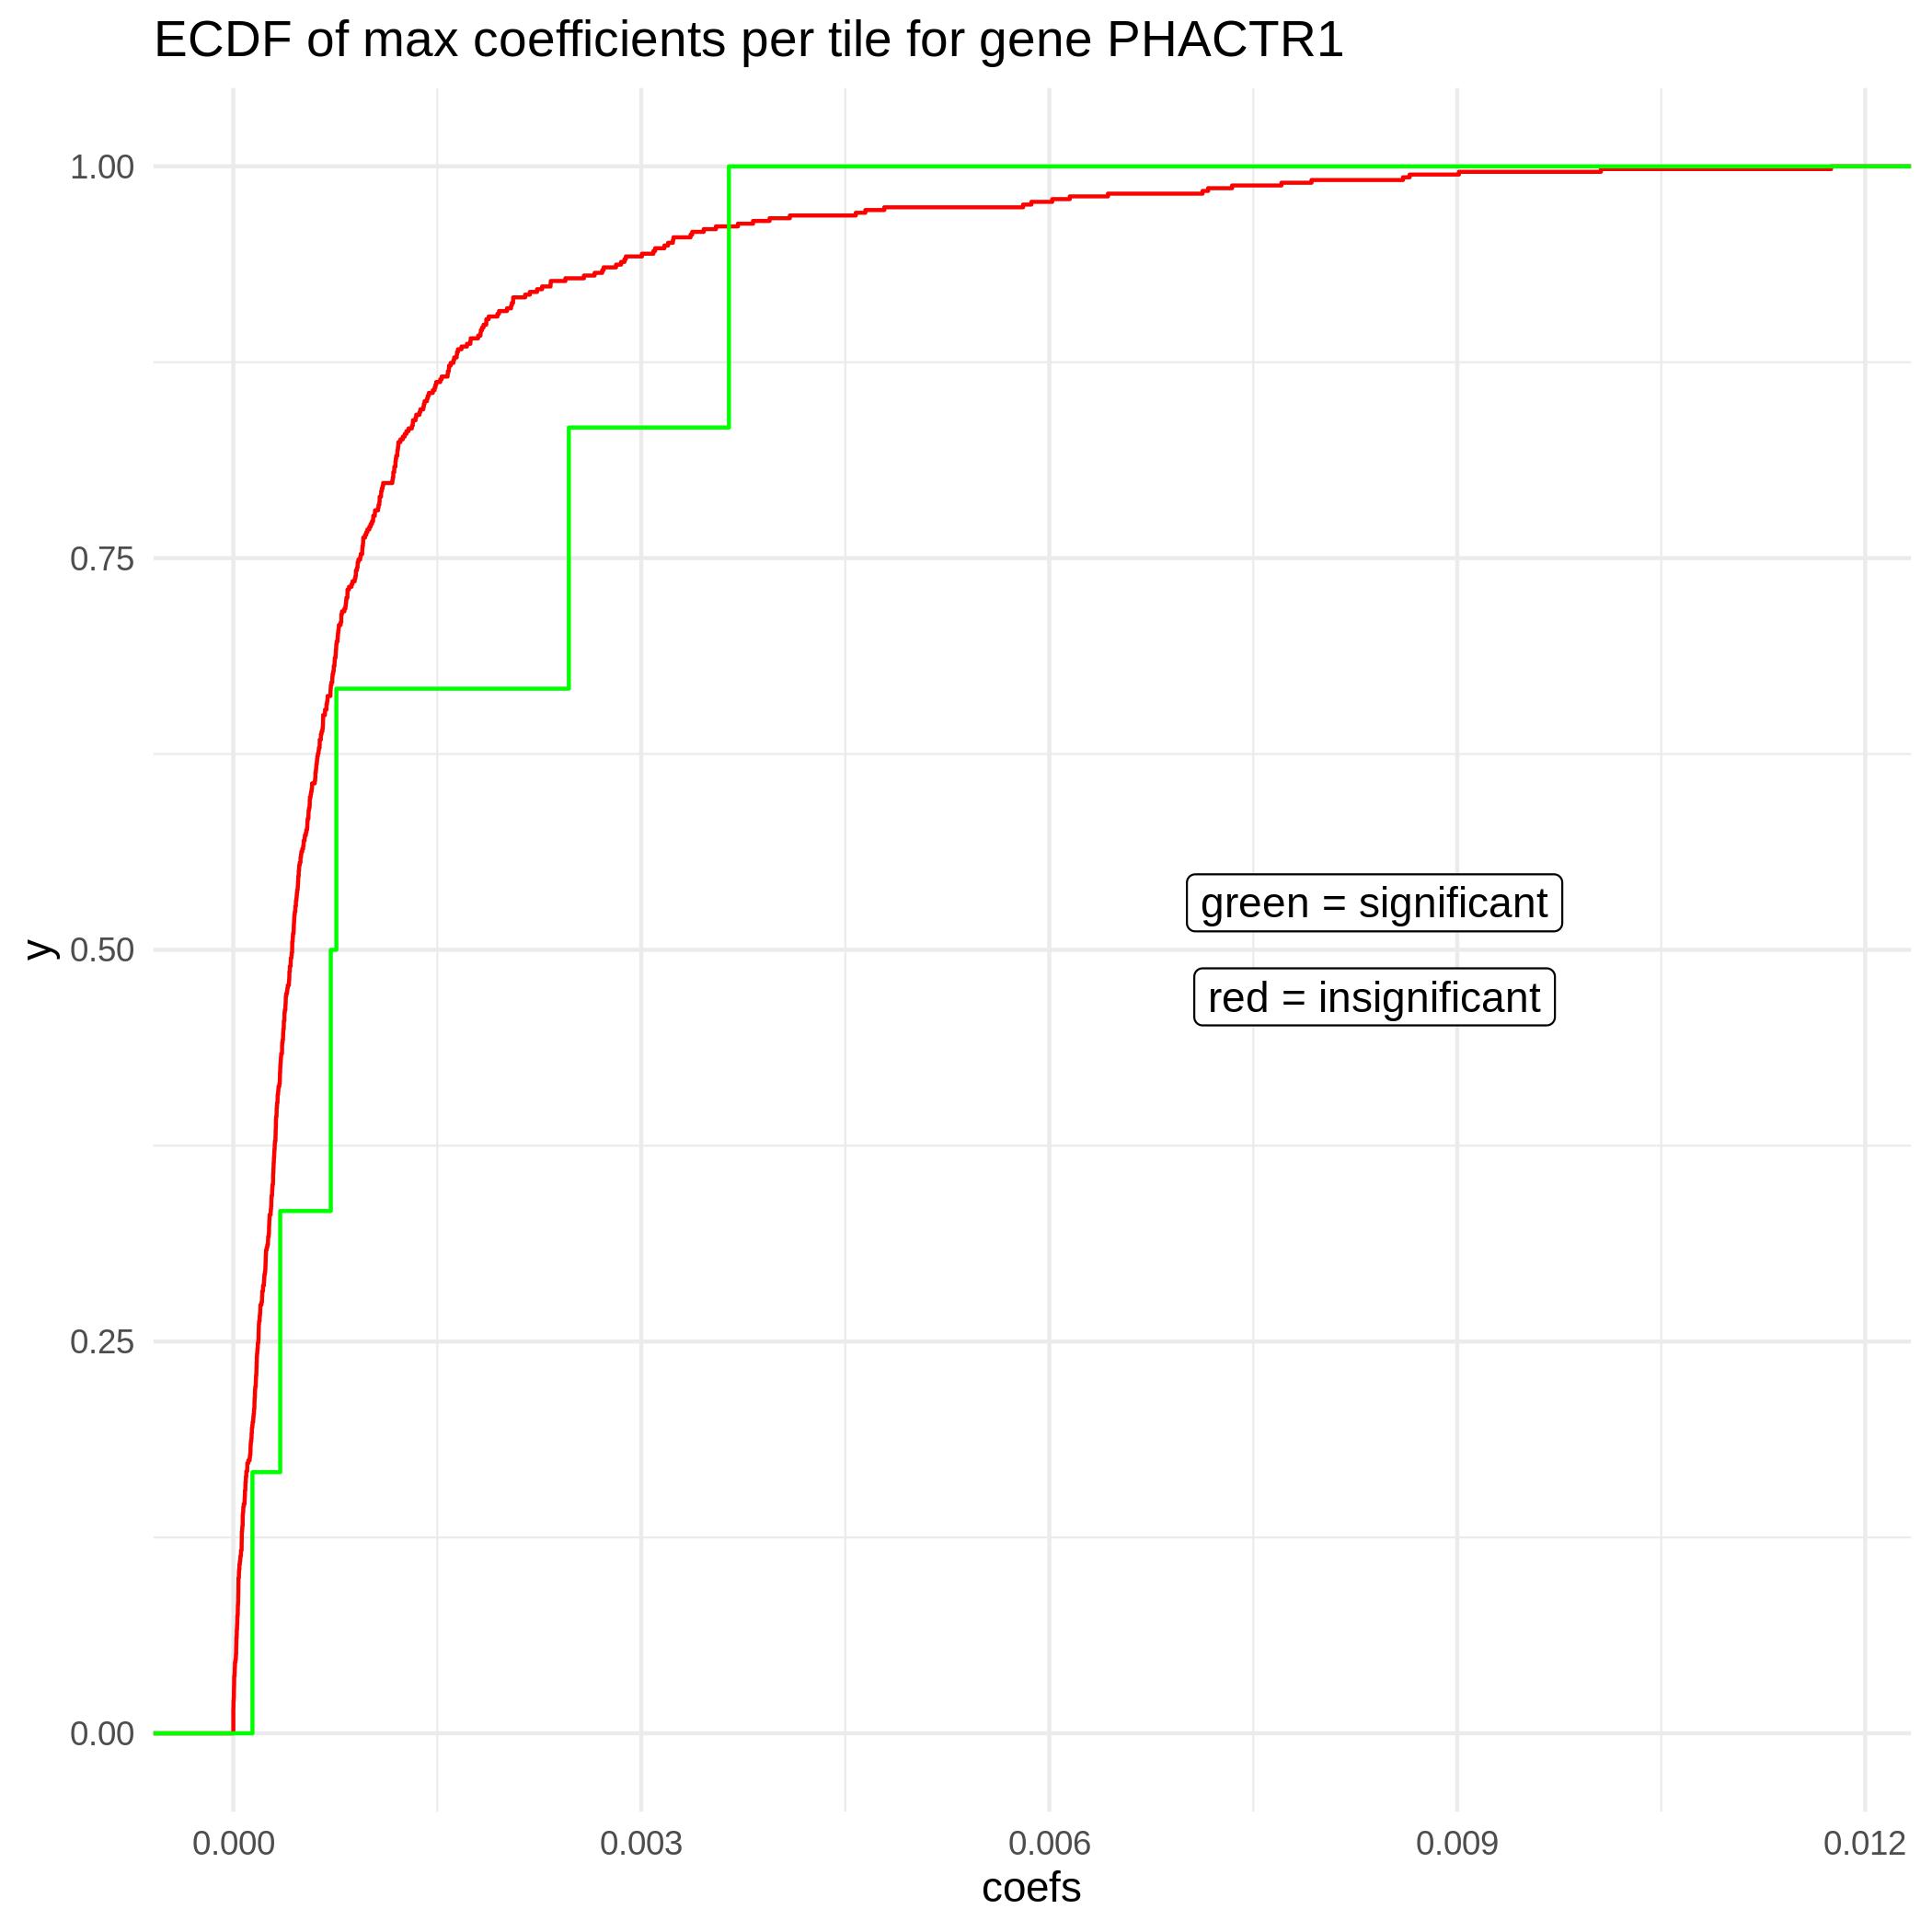 ECDF of max coefficients per tile for gene PHACTR1
1.00
0.75
0.50
0.25
0.00
y
green = significant
red = insignificant
0.000 0.003 0.006 0.009 0.012
coefs